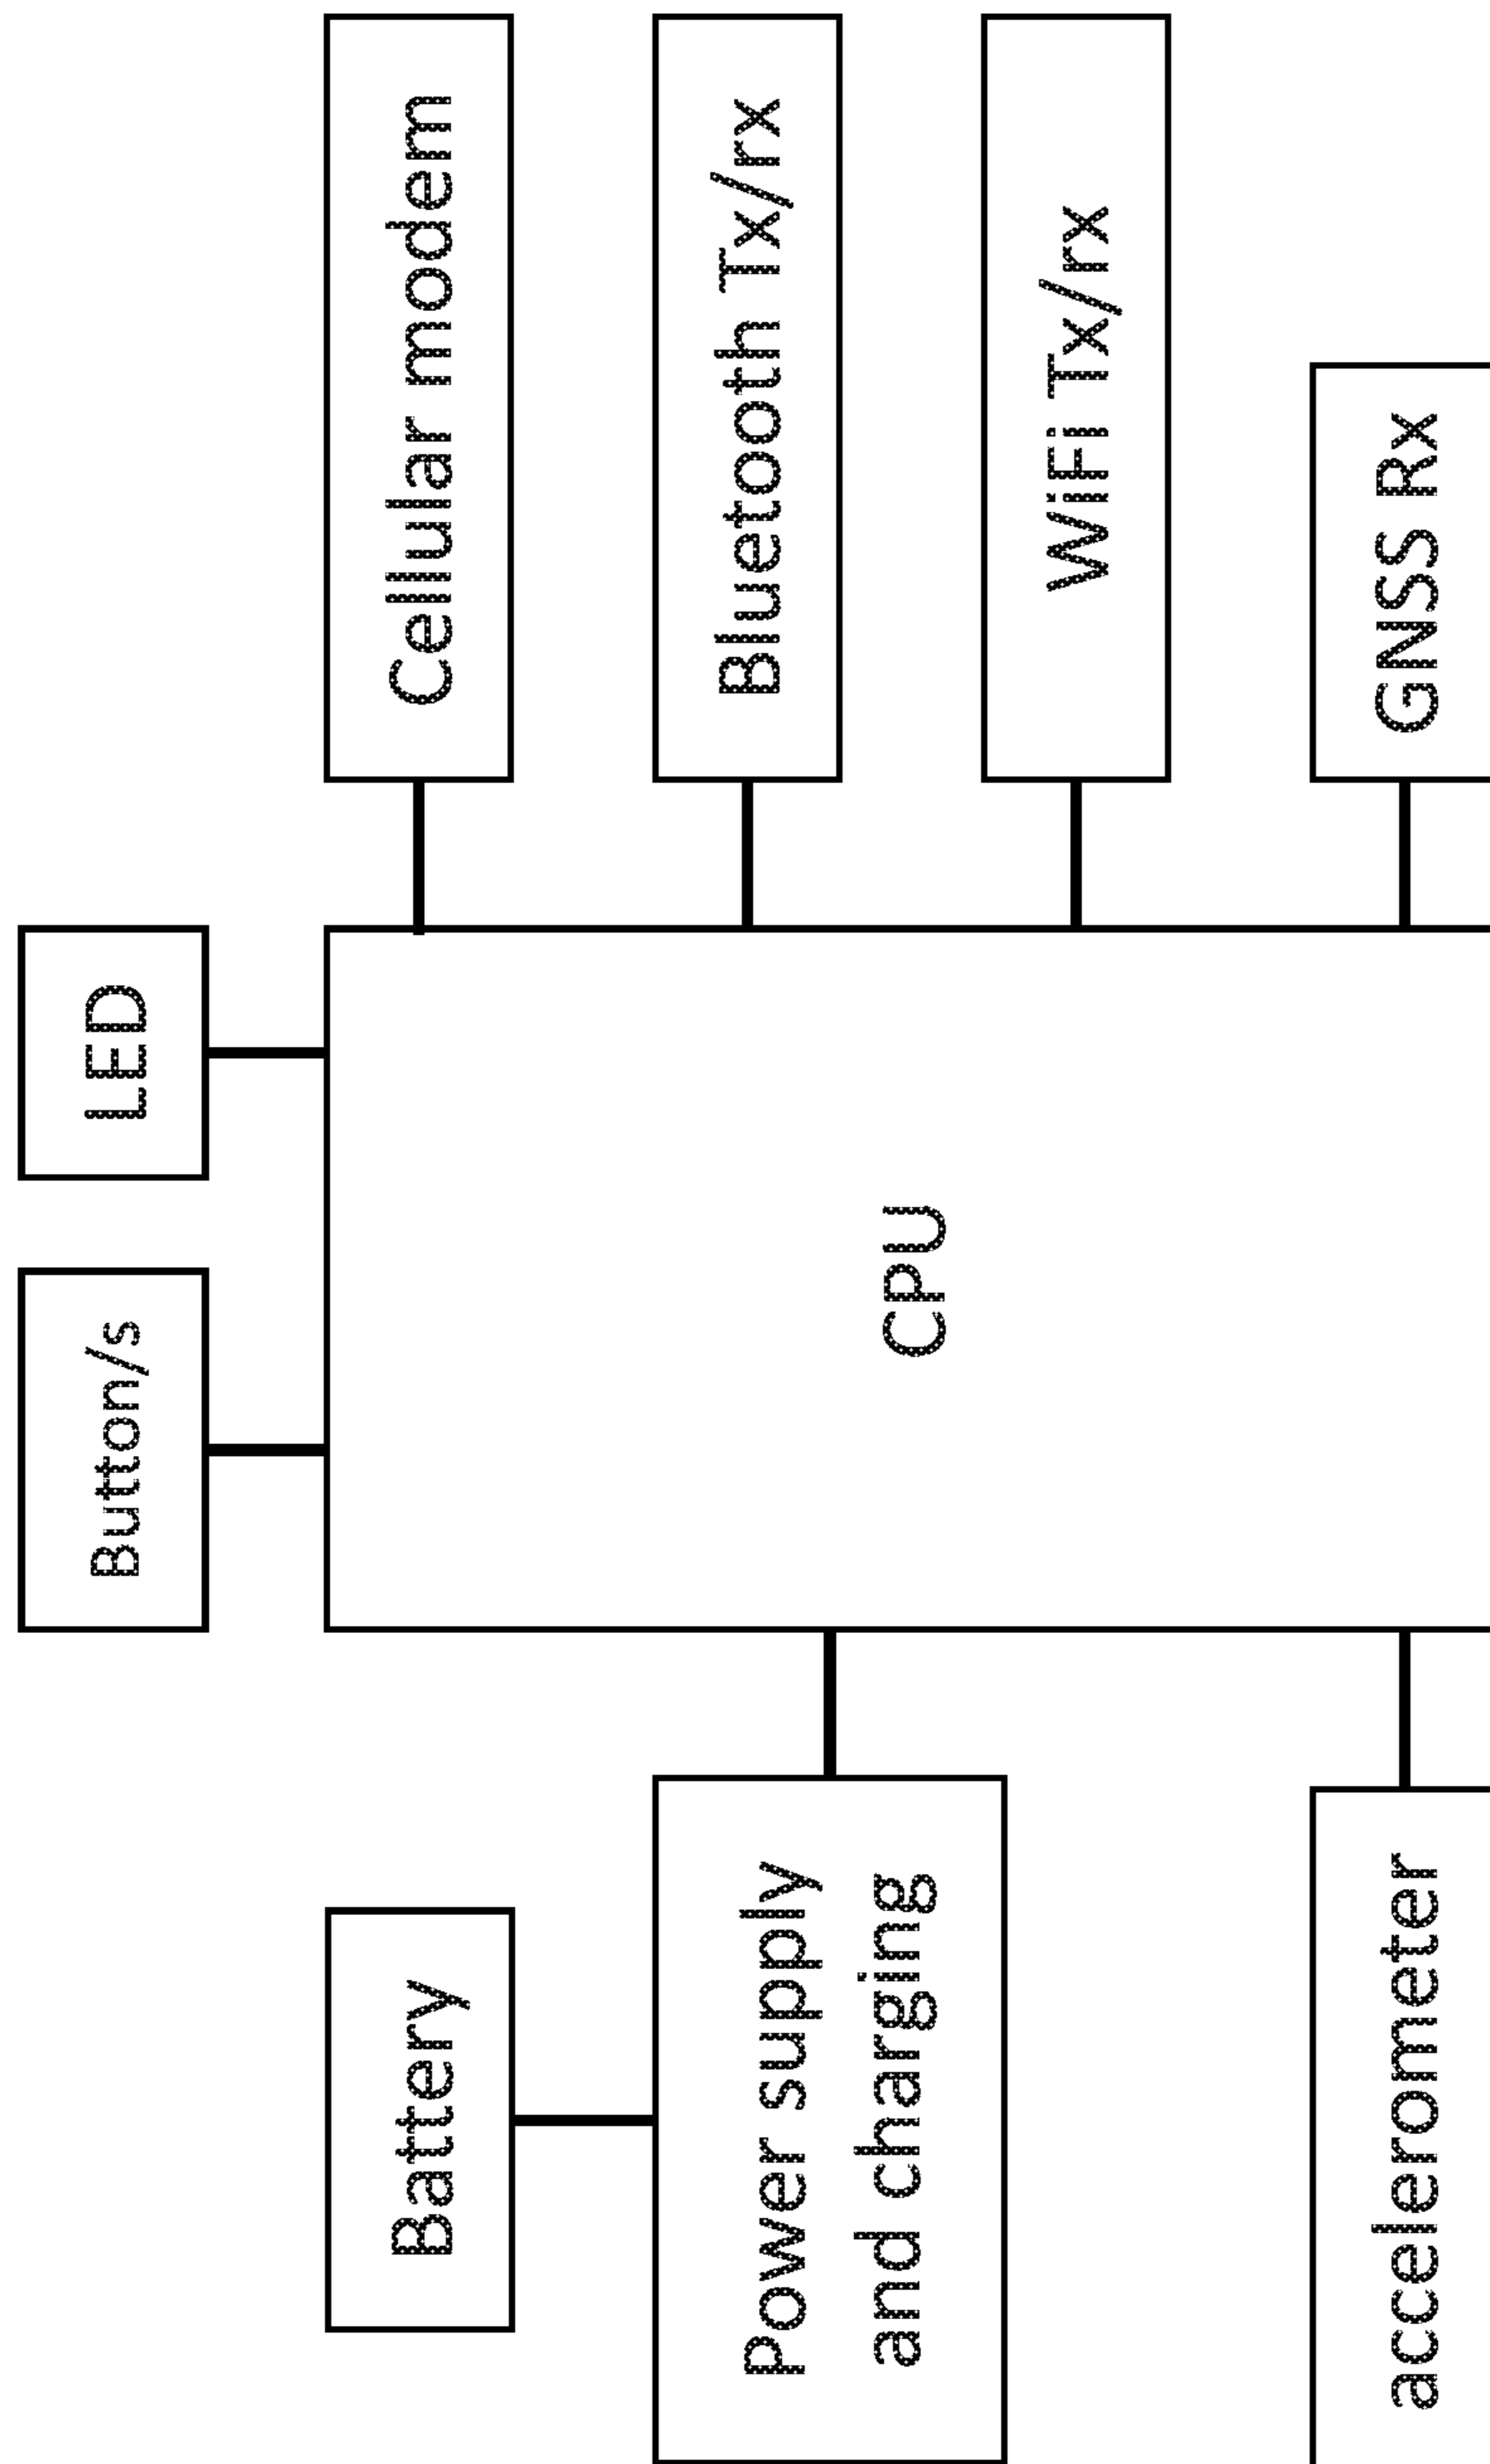 Button/s
LED
Battery
Cellular modem
Power supply
and charging
CPU
Bluetooth Tx/rx
WiFi Tx/rx
accelerometer
GNSS Rx